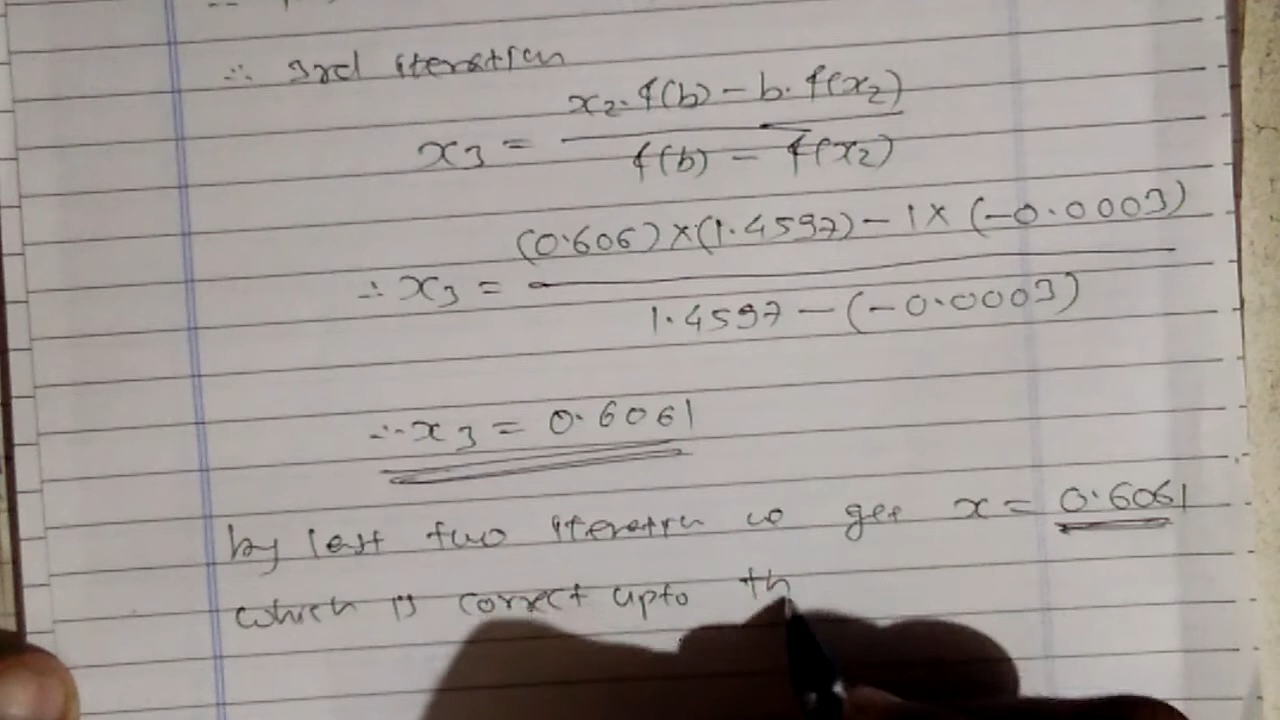 ∴ 3rd iteration
x₃ = x₂.f(b) – b.f(x₂) / f(b) – f(x₂)
∴ x₃ = (0.606)×(1.4597) – 1×(-0.0003) / 1.4597 – (-0.0003)
∴ x₃ = 0.6061
by last two iteration we get x = 0.6061
which is correct upto th